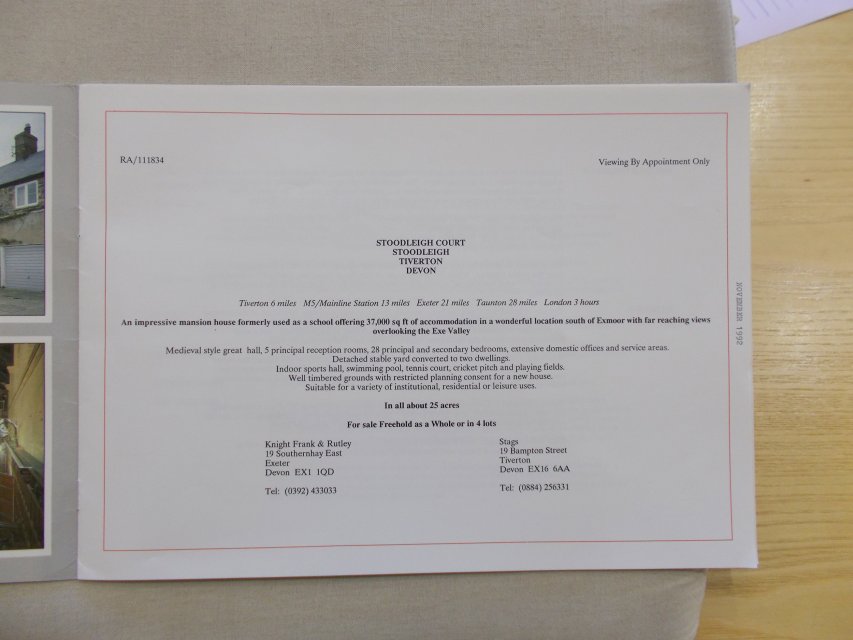 RA/111834
Viewing By Appointment Only
STOODLEIGH COURT
STOODLEIGH
TIVERTON
DEVON
Tiverton 6 miles M5/Mainline Station 13 miles Exeter 21 miles Taunton 28 miles London 3 hours
An impressive mansion house formerly used as a school offering 37,000 sq ft of accommodation in a wonderful location south of Exmoor with far reaching views
overlooking the Exe Valley
Medieval style great hall, 5 principal reception rooms, 28 principal and secondary bedrooms, extensive domestic offices and service areas.
Detached stable yard converted to two dwellings.
Indoor sports hall, swimming pool, tennis court, cricket pitch and playing fields.
Well timbered grounds with restricted planning consent for a new house.
Suitable for a variety of institutional, residential or leisure uses.
In all about 25 acres
For sale Freehold as a Whole or in 4 lots
Knight Frank & Rutley
19 Southernhay East
Exeter
Devon EX1 1QD
Tel: (0392) 433033
Stags
19 Bampton Street
Tiverton
Devon EX16 6AA
Tel: (0884) 256331
NOVEMBER 1992